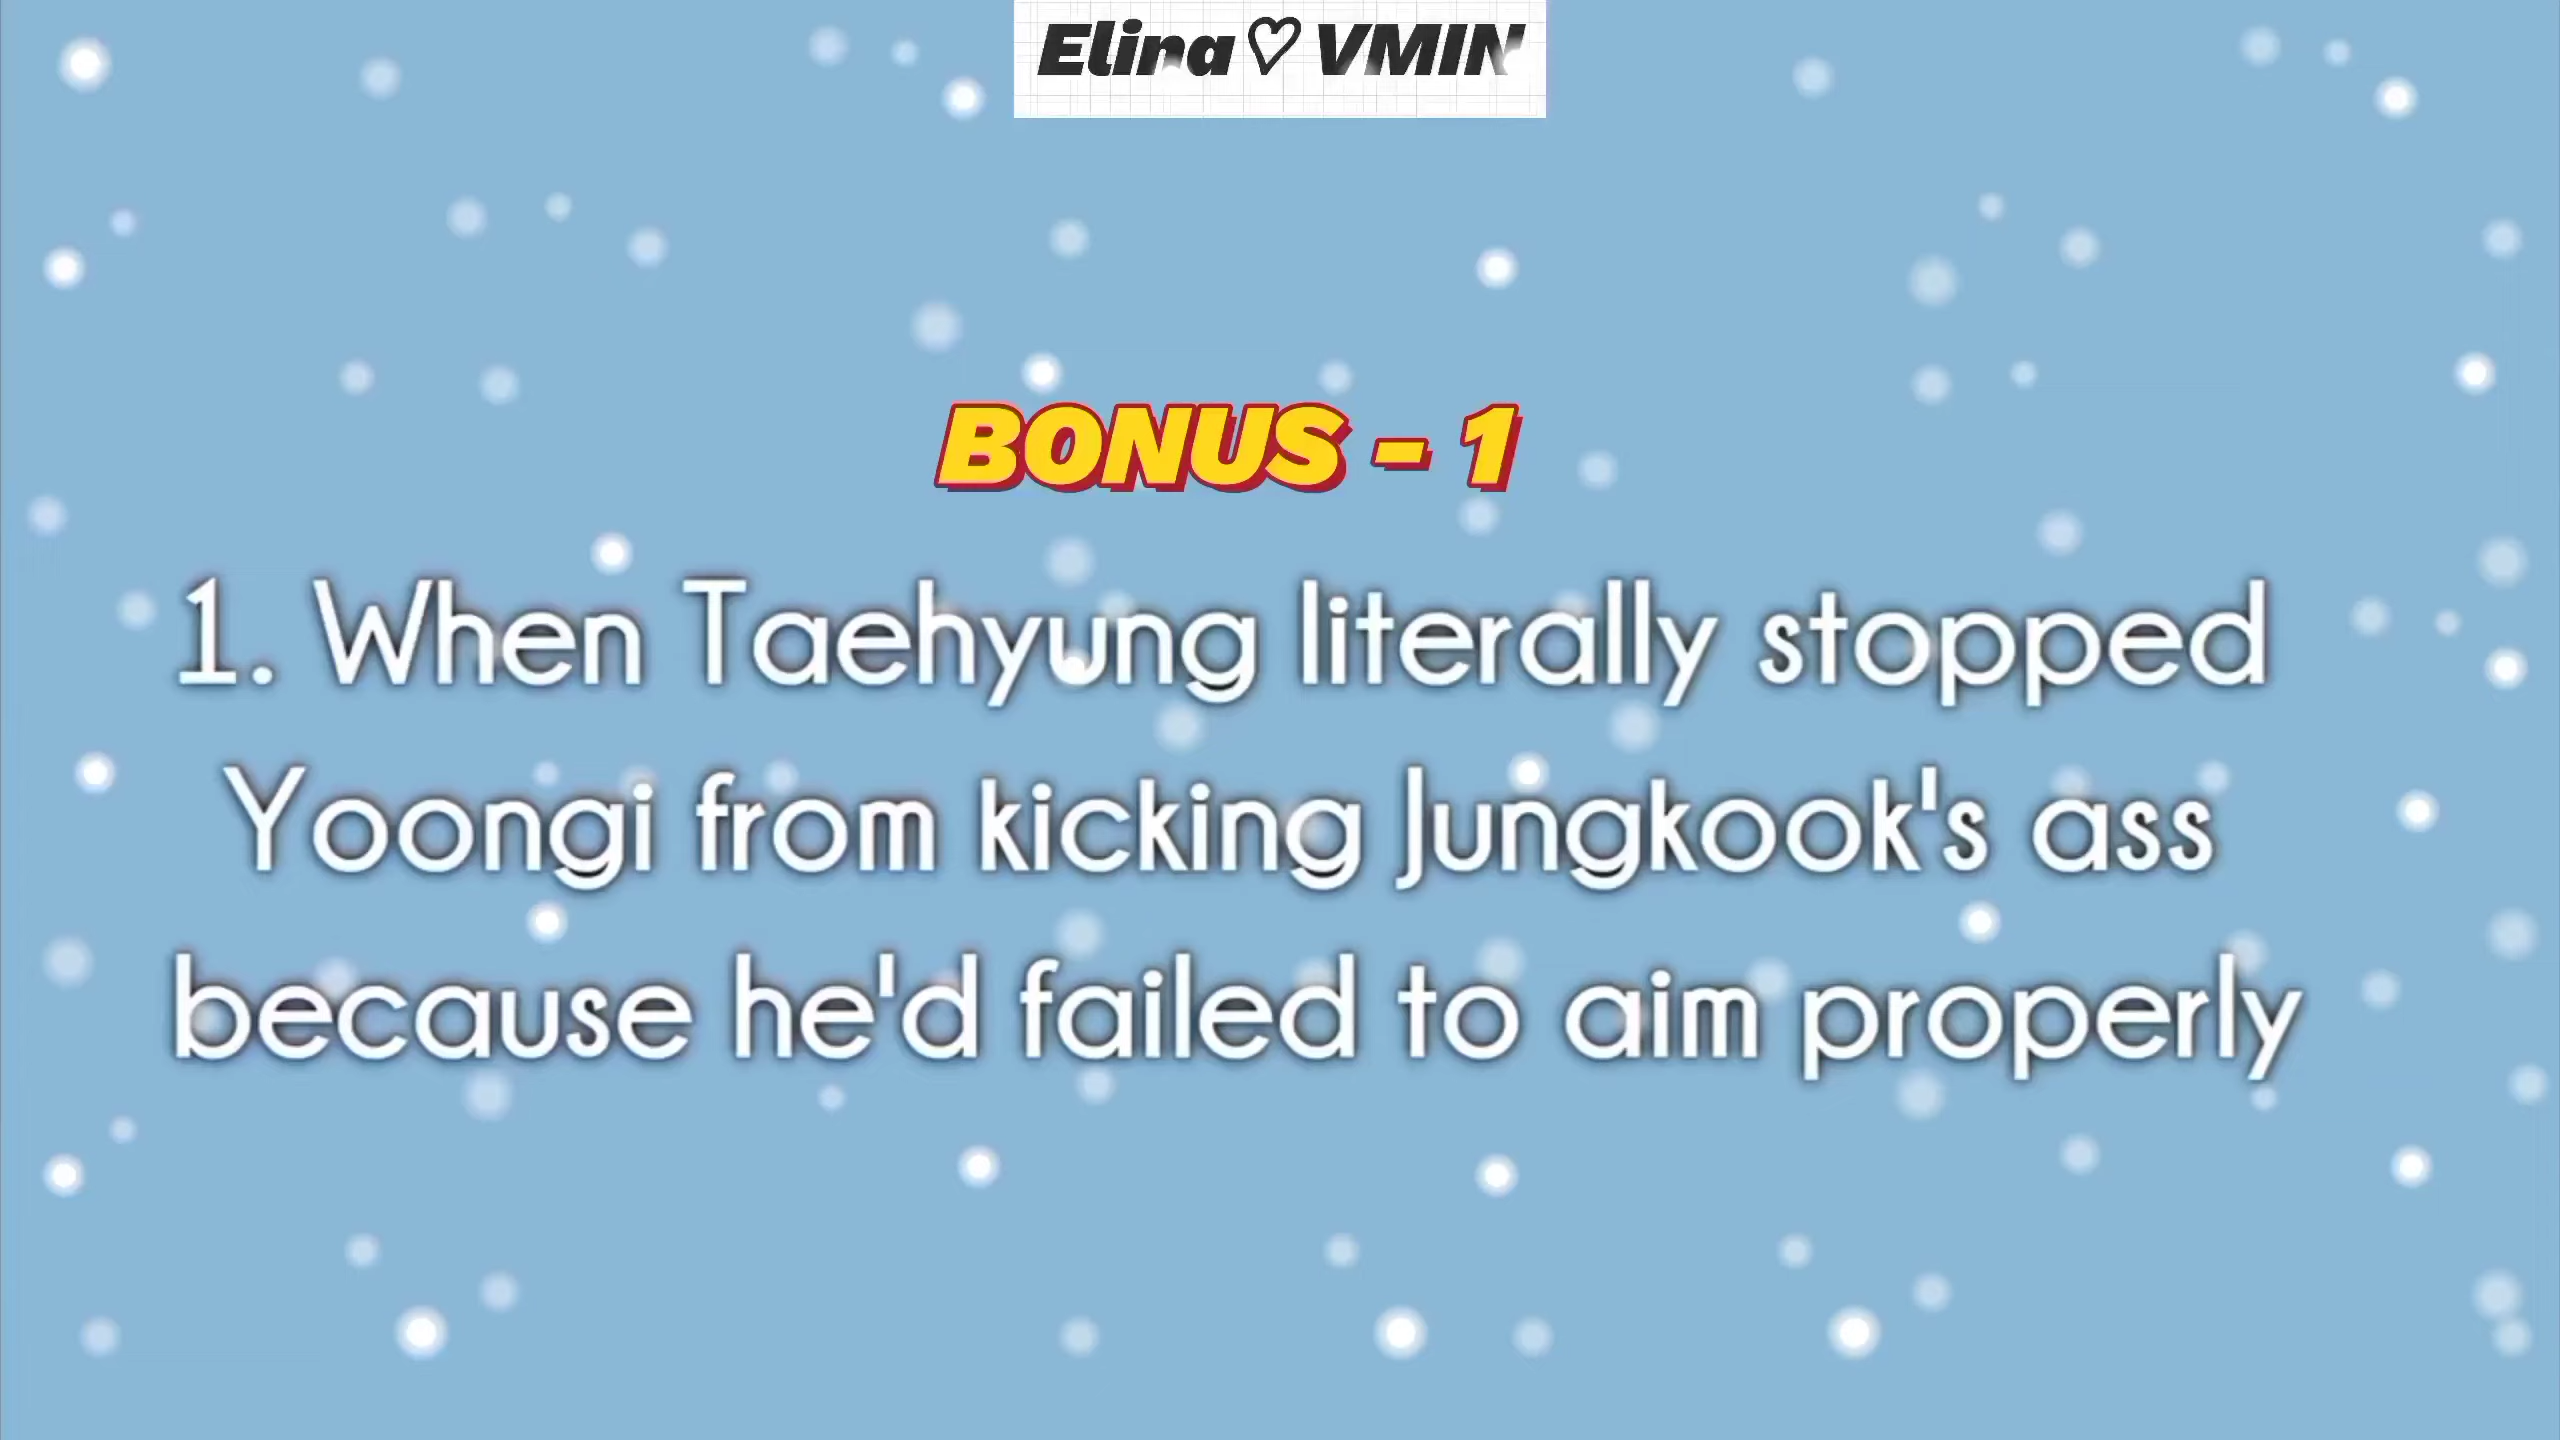 Elina♡VMIN
BONUS - 1
1. When Taehyung literally stopped
Yoongi from kicking Jungkook's ass
because he'd failed to aim properly